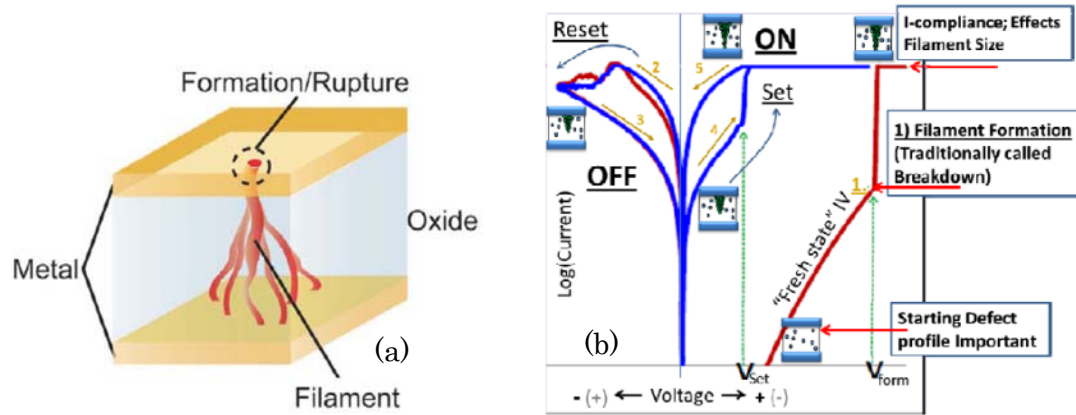 Formation/Rupture
Metal
Oxide
Filament
(a)
Reset
2
3
OFF
5
ON
4
Set
1.
"Fresh state" IV
Log(Current)
(b)
I-compliance; Effects
Filament Size
1) Filament Formation
(Traditionally called
Breakdown)
Starting Defect
profile Important
VSet
Vform
- (+) Voltage + (-)